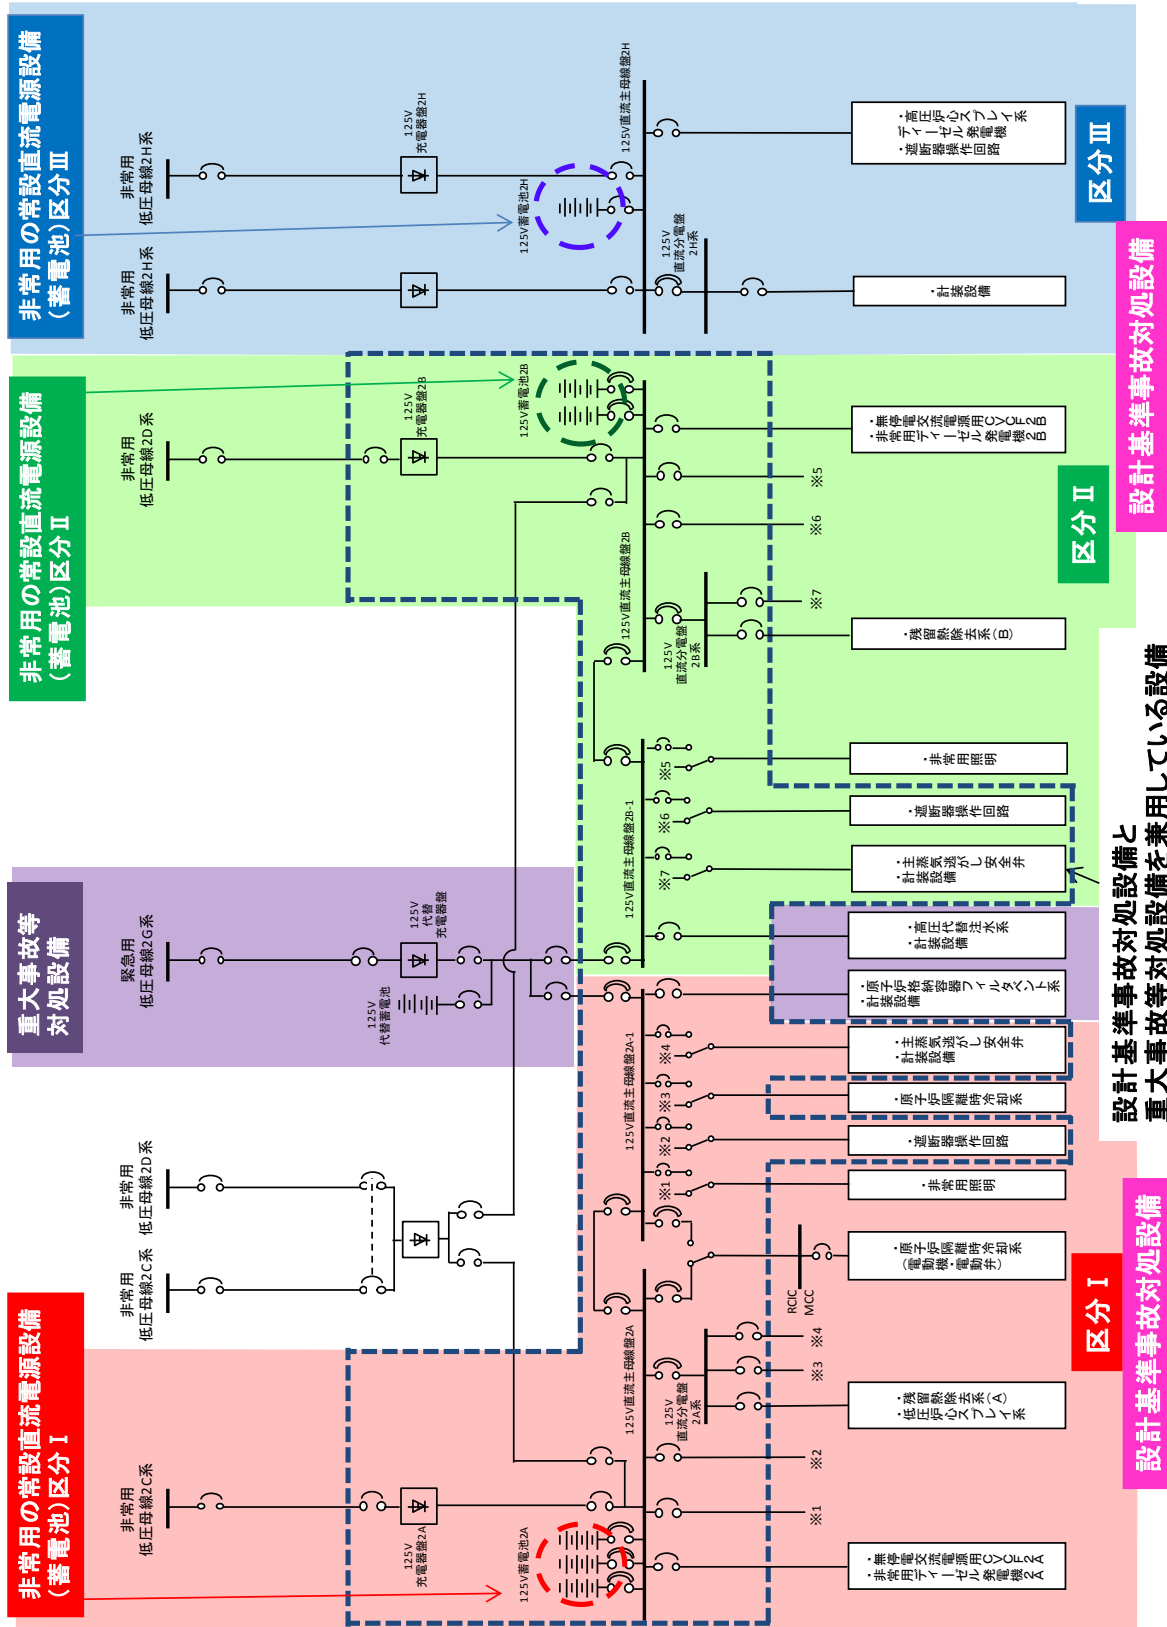 非常用の常設直流電源設備
（蓄電池）区分Ⅰ
非常用の常設直流電源設備
（蓄電池）区分Ⅱ
非常用の常設直流電源設備
（蓄電池）区分Ⅲ
重大事故等
対処設備
非常用
低圧母線2C系
非常用
低圧母線2C系
非常用
低圧母線2D系
緊急用
低圧母線2G系
非常用
低圧母線2D系
非常用
低圧母線2H系
非常用
低圧母線2H系
125V
充電器盤2A
125V
代替蓄電池
125V
代替
充電器盤
125V
充電器盤2B
125V
充電器盤2H
125V蓄電池2A
125V蓄電池2B
125V蓄電池2H
125V直流主母線盤2A
125V直流主母線盤2A-1
125V直流主母線盤2B-1
125V直流主母線盤2B
125V直流主母線盤2H
125V
直流分電盤
2A系
125V
直流分電盤
2B系
125V
直流分電盤
2H系
※1
※2
※3
※4
※7
※6
※5
RCIC
MCC
※1
※2
※3
※4
※7
※6
※5
・無停電交流電源用CVCF2A
・非常用ディーゼル発電機2A
・残留熱除去系(A)
・低圧炉心スプレイ系
・原子炉隔離時冷却系
（電動機・電動弁）
・非常用照明
・遮断器操作回路
・原子炉隔離時冷却系
・主蒸気逃がし安全弁
・計装設備
・原子炉格納容器フィルタベント系
・計装設備
・高圧代替注水系
・計装設備
・主蒸気逃がし安全弁
・計装設備
・遮断器操作回路
・非常用照明
・残留熱除去系(B)
・無停電交流電源用CVCF2B
・非常用ディーゼル発電機2B
・計装設備
・高圧炉心スプレイ系
ディーゼル発電機
・遮断器操作回路
区分Ⅰ
区分Ⅱ
区分Ⅲ
設計基準事故対処設備
設計基準事故対処設備と
重大事故等対処設備を兼用している設備
設計基準事故対処設備